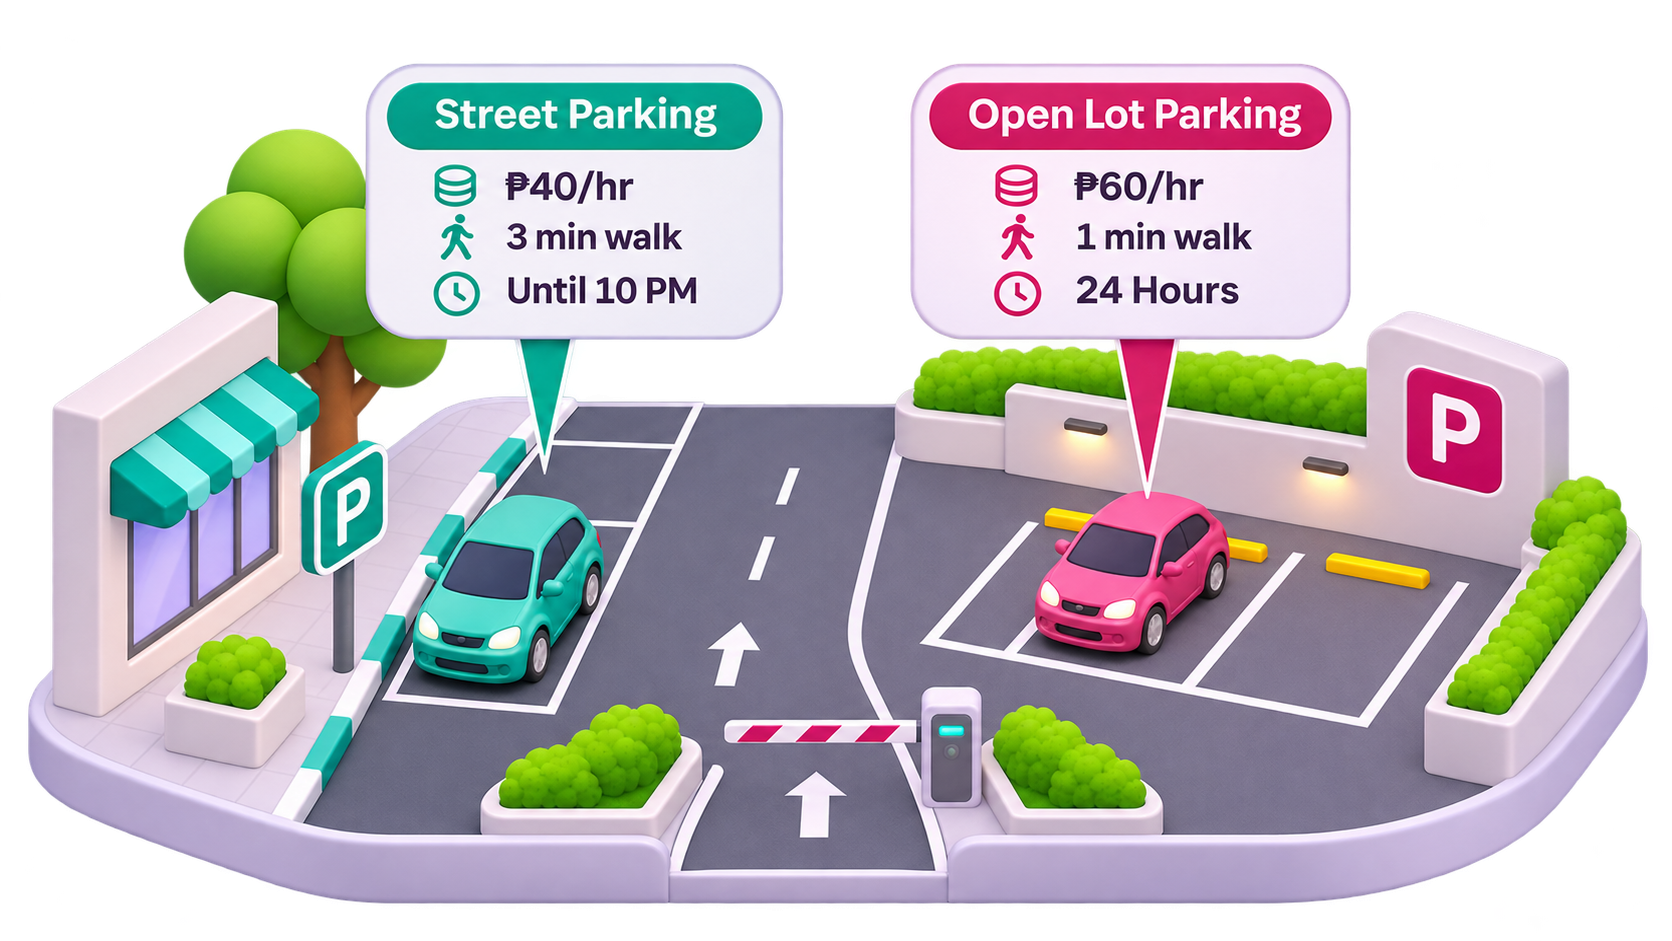 Street Parking
₱40/hr
3 min walk
Until 10 PM
Open Lot Parking
₱60/hr
1 min walk
24 Hours
P
P